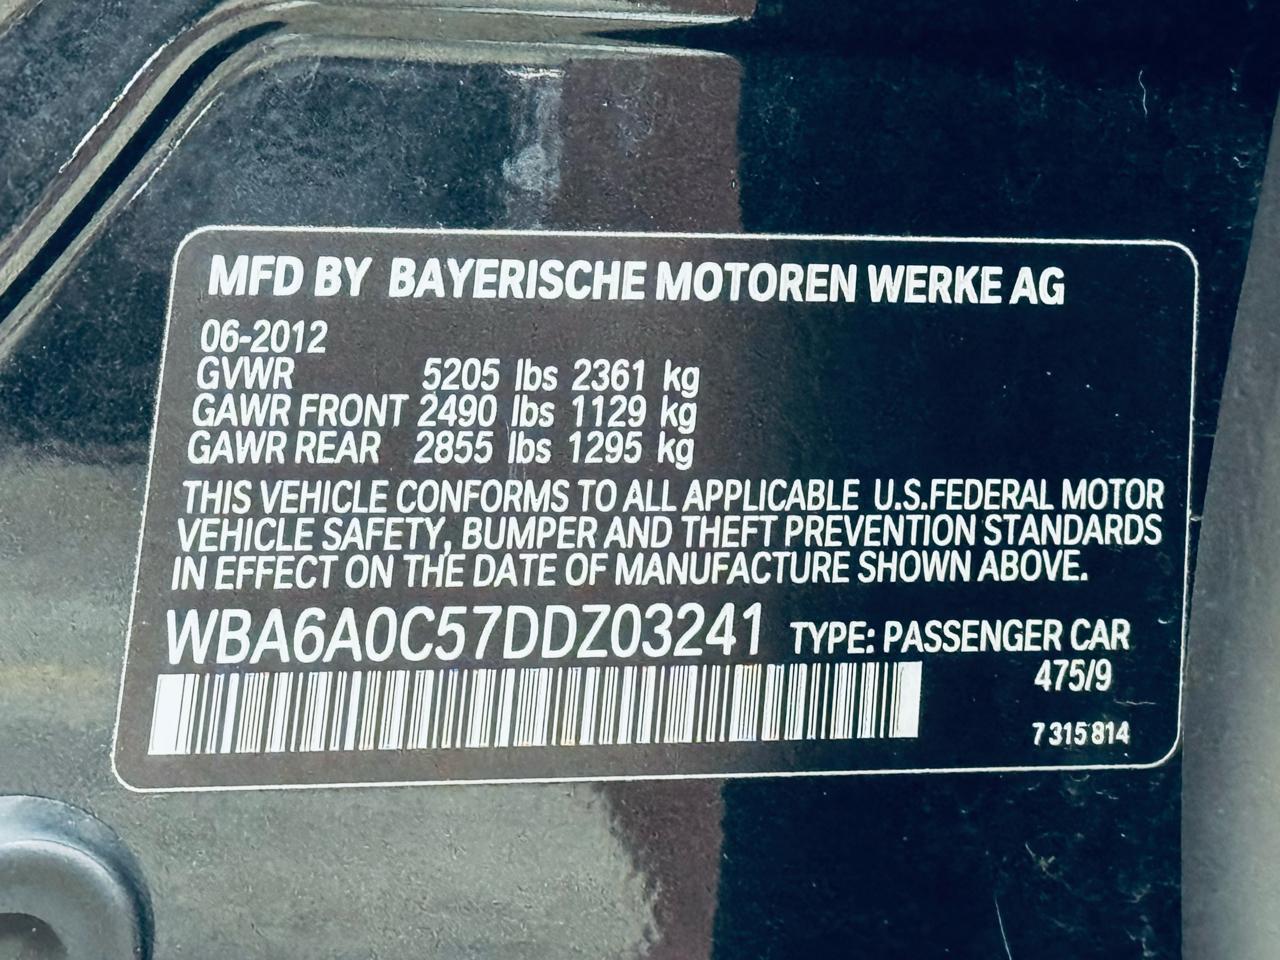 MFD BY BAYERISCHE MOTOREN WERKE AG
06-2012
GVWR 5205 lbs 2361 kg
GAWR FRONT 2490 lbs 1129 kg
GAWR REAR 2855 lbs 1295 kg
THIS VEHICLE CONFORMS TO ALL APPLICABLE U.S.FEDERAL MOTOR
VEHICLE SAFETY, BUMPER AND THEFT PREVENTION STANDARDS
IN EFFECT ON THE DATE OF MANUFACTURE SHOWN ABOVE.
WBA6A0C57DDZ03241 TYPE: PASSENGER CAR
475/9
7 315 814